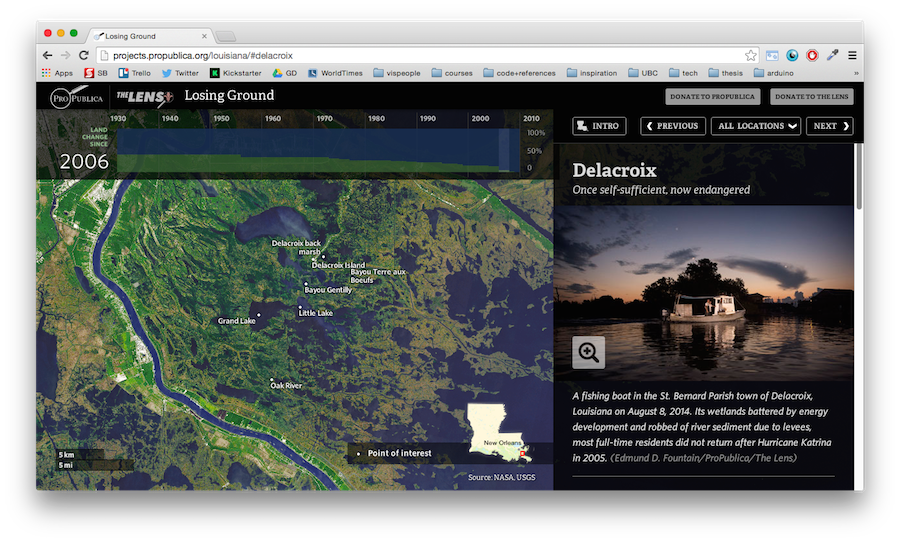 Losing Ground
projects.propublica.org/louisiana/#delacroix
Apps SB Trello Twitter Kickstarter GD WorldTimes vispeople courses code+references inspiration UBC tech thesis arduino »
PROPUBLICA THE LENS Losing Ground DONATE TO PROPUBLICA DONATE TO THE LENS
1930 1940 1950 1960 1970 1980 1990 2000 2010
LAND
CHANGE
SINCE
2006
100%
50%
0
INTRO PREVIOUS ALL LOCATIONS NEXT
Delacroix
Once self-sufficient, now endangered
Delacroix back
marsh
Delacroix Island
Bayou Terre aux
Boeufs
Bayou Gentilly
Little Lake
Grand Lake
Oak River
New Orleans
Point of interest
5 km
5 mi
Source: NASA, USGS
A fishing boat in the St. Bernard Parish town of Delacroix,
Louisiana on August 8, 2014. Its wetlands battered by energy
development and robbed of river sediment due to levees,
most full-time residents did not return after Hurricane Katrina
in 2005. (Edmund D. Fountain/ProPublica/The Lens)